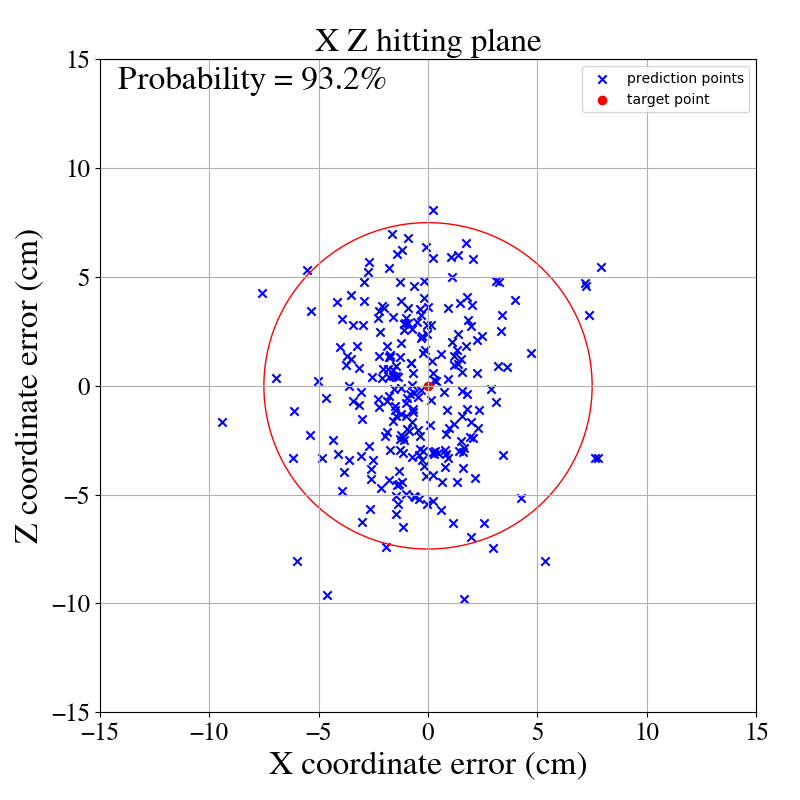 X Z hitting plane
Probability = 93.2%
prediction points
target point
15
10
5
0
−5
−10
−15
Z coordinate error (cm)
−15 −10 −5 0 5 10 15
X coordinate error (cm)